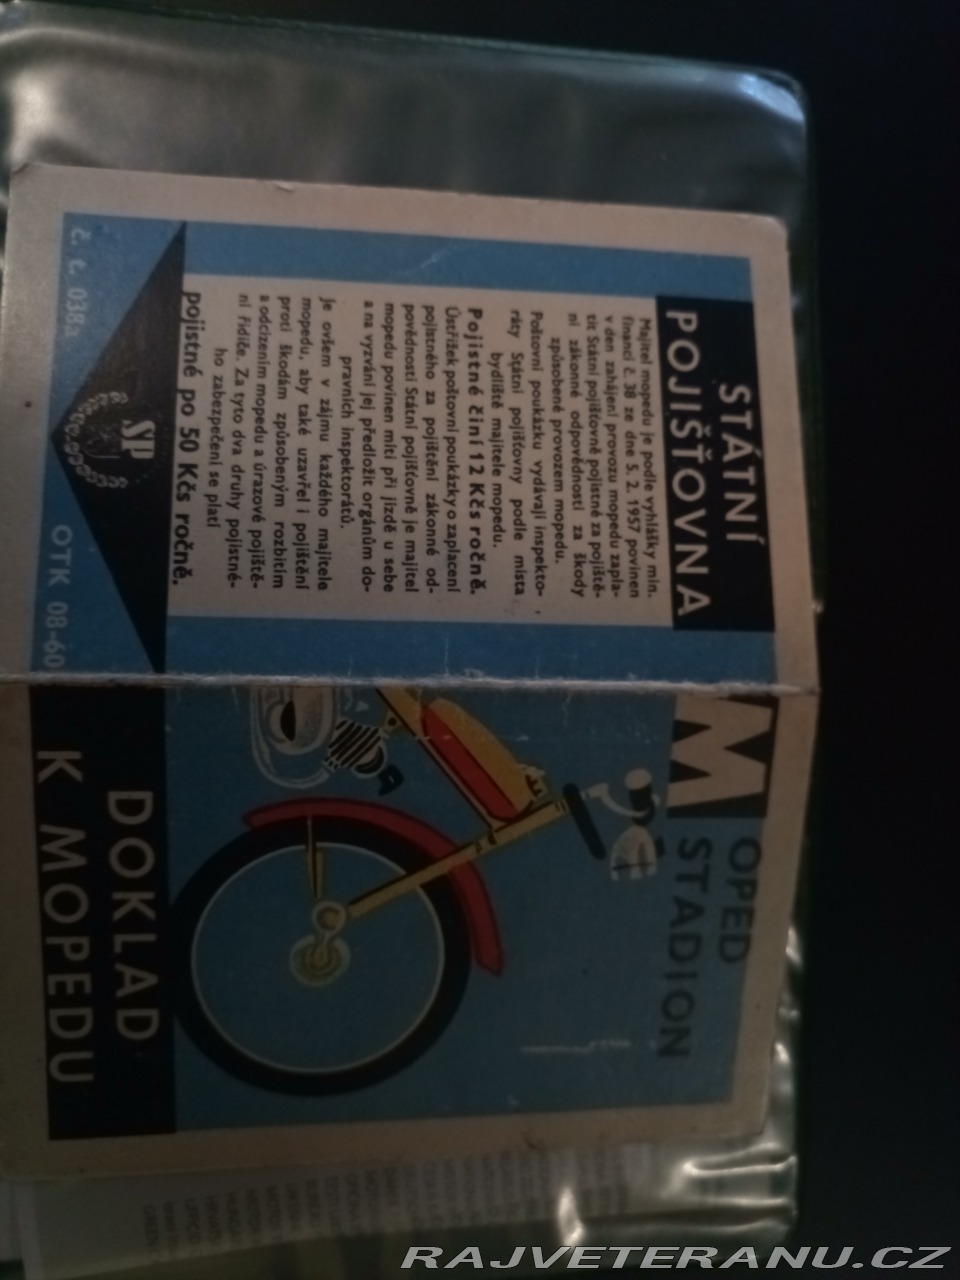 STÁTNÍ
POJIŠŤOVNA
Majitel mopedu je podle vyhlášky min.
financí č. 38 ze dne 5. 2. 1957 povinen
v den zahájení provozu mopedu zapla-
tit Státní pojišťovně pojistné za pojiště-
ní zákonné odpovědnosti za škody
způsobené provozem mopedu.
Poštovní poukázku vydávají inspekto-
ráty Státní pojišťovny podle místa
bydliště majitele mopedu.
Pojistné činí 12 Kčs ročně.
Ústřižek poštovní poukázky o zaplacení
pojistného za pojištění zákonné od-
povědnosti Státní pojišťovně je majitel
mopedu povinen míti při jízdě u sebe
a na vyzvání jej předložit orgánům do-
pravních inspektorátů.
Je ovšem v zájmu každého majitele
mopedu, aby také uzavřel i pojištění
proti škodám způsobeným rozbitím
a odcizením mopedu a úrazové pojiště-
ní řidiče. Za tyto dva druhy pojistné-
ho zabezpečení se platí
pojistné po 50 Kčs ročně.
SP
č. t. 038a
OTK 08-60
MOPED
STADION
DOKLAD
K MOPEDU
RAJVETERANU.CZ